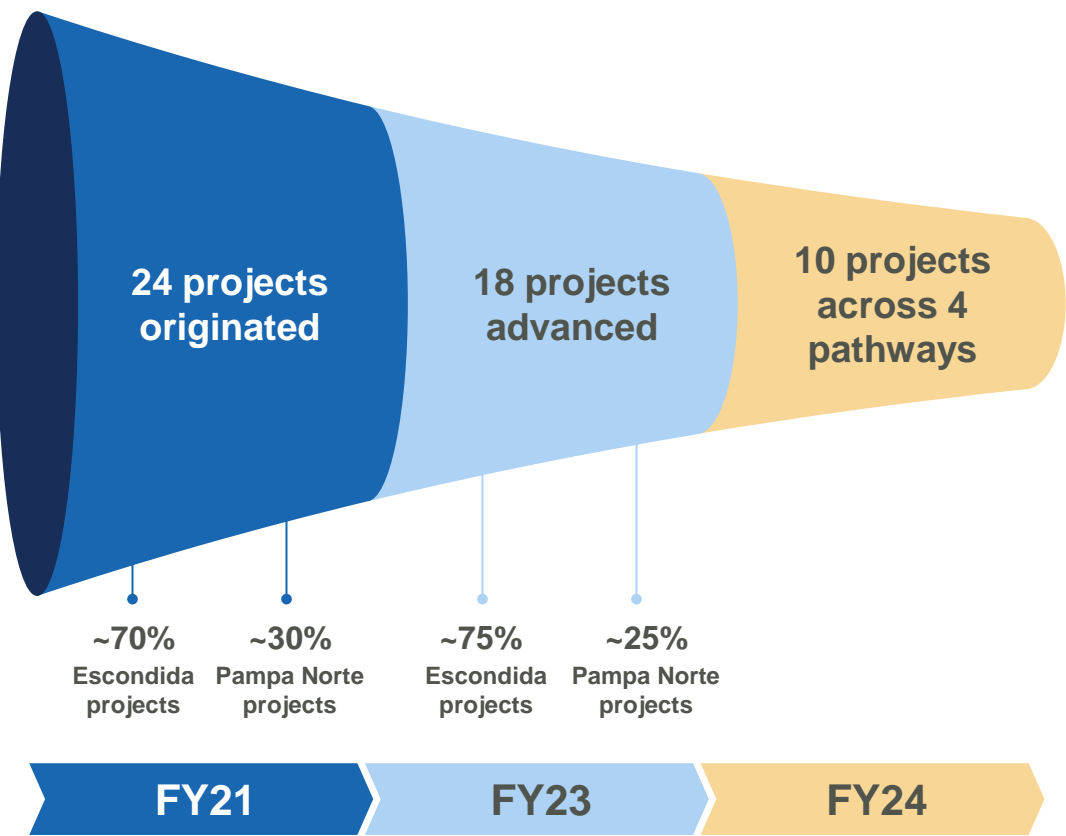 24 projects
originated
18 projects
advanced
10 projects
across 4
pathways
~70%
Escondida
projects
~30%
Pampa Norte
projects
~75%
Escondida
projects
~25%
Pampa Norte
projects
FY21
FY23
FY24